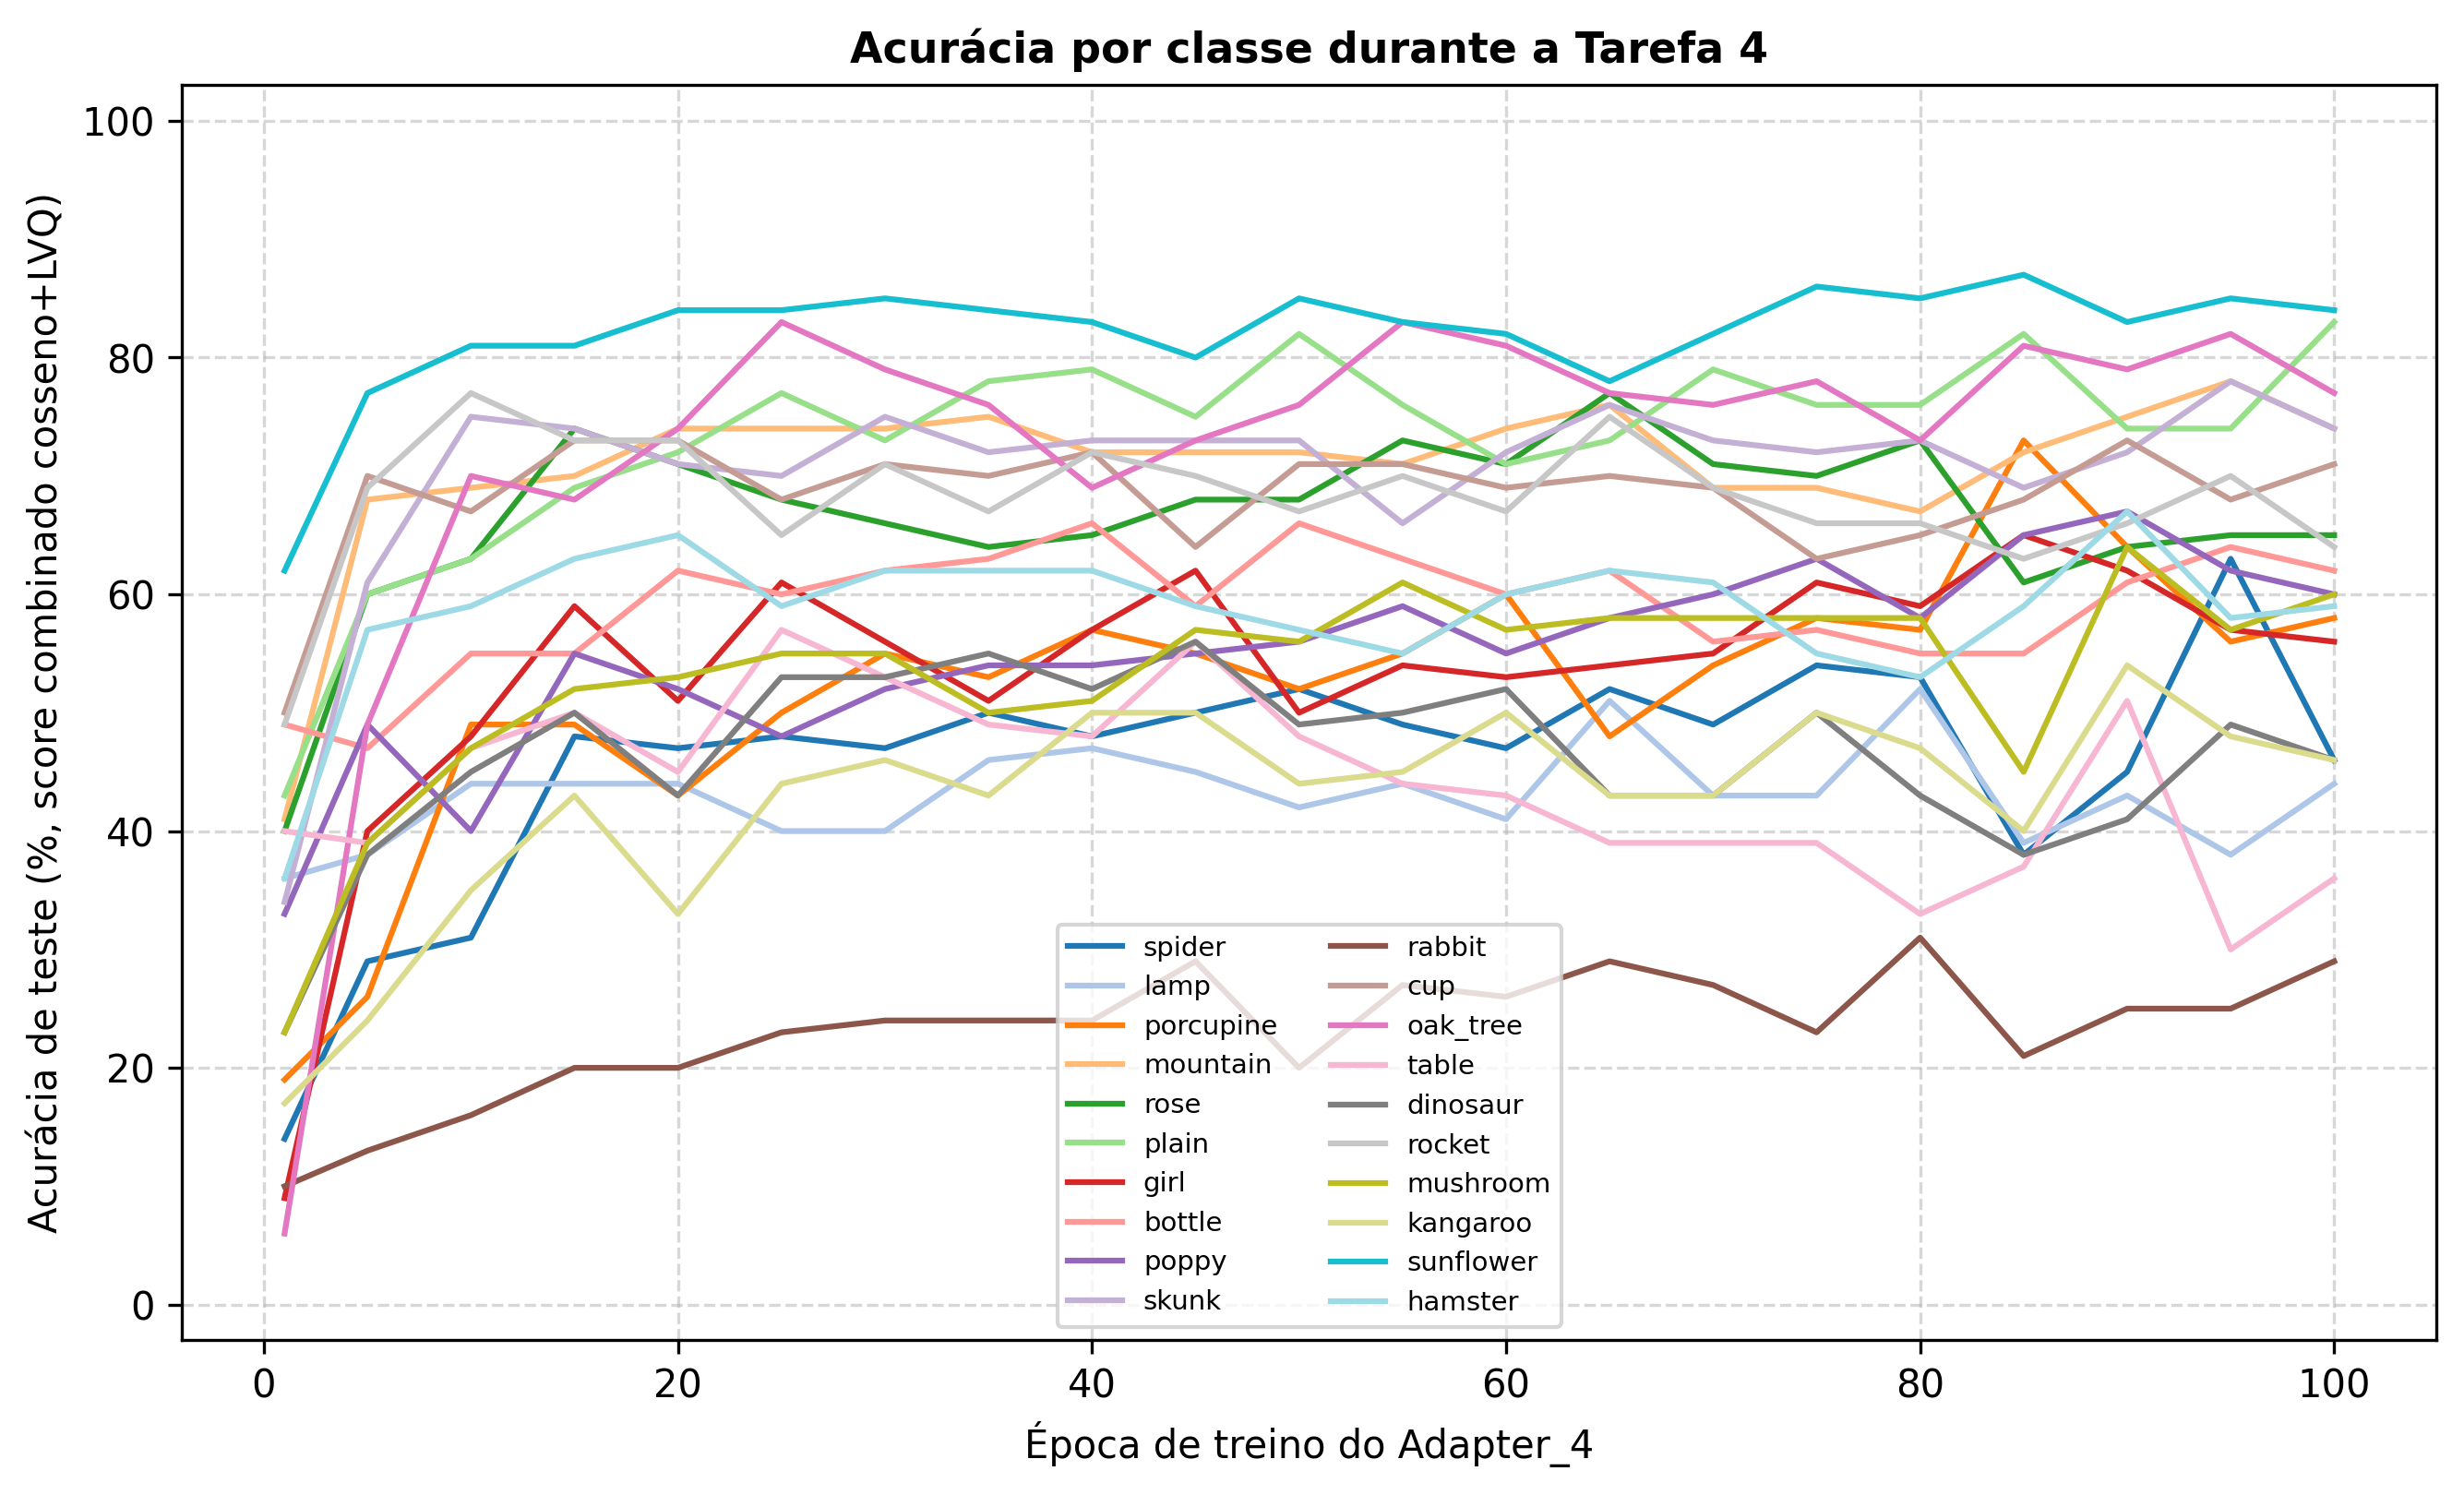 Acurácia por classe durante a Tarefa 4
Acurácia de teste (%, score combinado cosseno+LVQ)
100
80
60
40
20
0
spider
lamp
porcupine
mountain
rose
plain
girl
bottle
poppy
skunk
rabbit
cup
oak_tree
table
dinosaur
rocket
mushroom
kangaroo
sunflower
hamster
0 20 40 60 80 100
Época de treino do Adapter_4